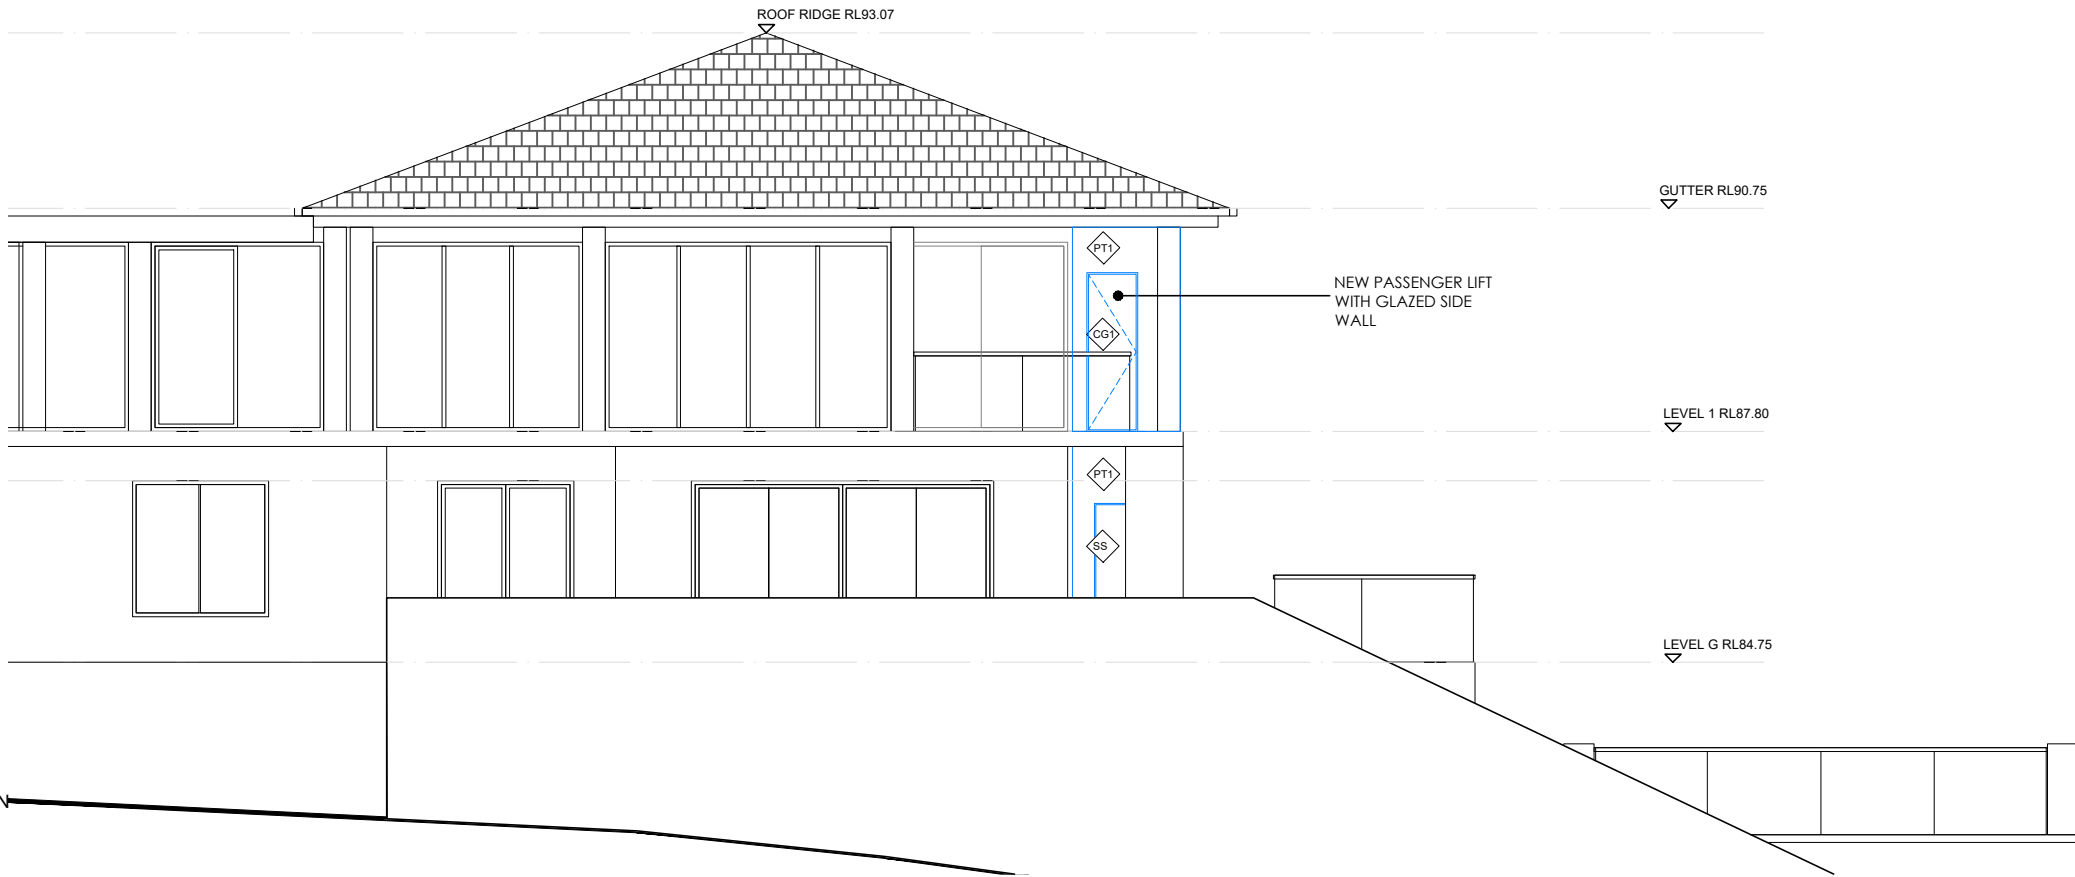 ROOF RIDGE RL93.07
GUTTER RL90.75
PT1
NEW PASSENGER LIFT
WITH GLAZED SIDE
WALL
CG1
LEVEL 1 RL87.80
PT1
SS
LEVEL G RL84.75